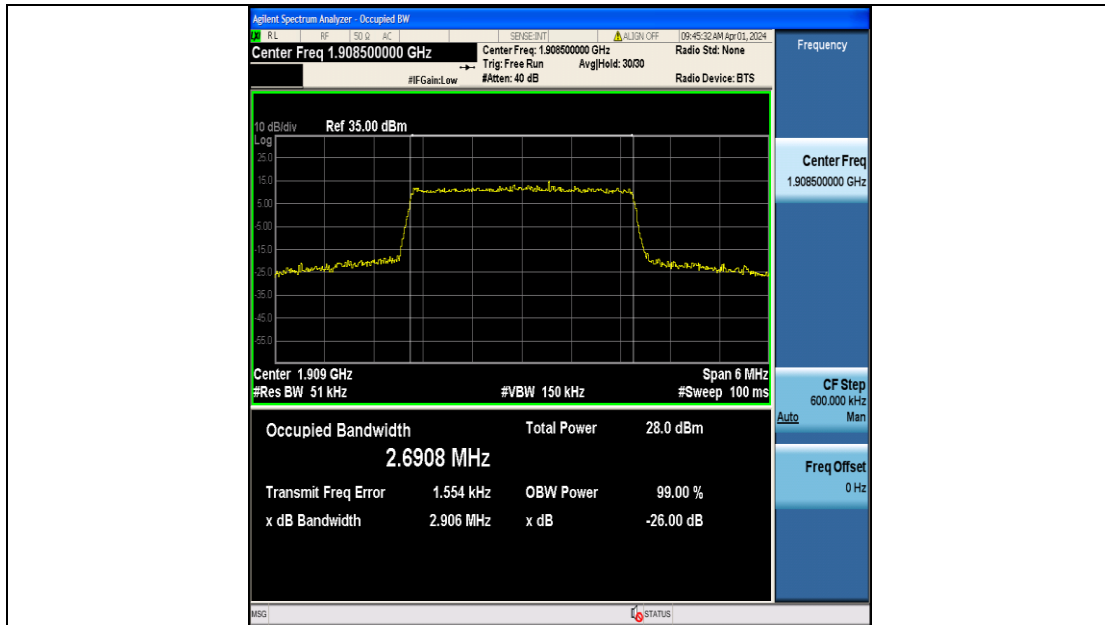 Agilent Spectrum Analyzer - Occupied BW
RL RF 50 Ω AC SENSE:INT ALIGN OFF 09:45:32 AM Apr 01, 2024
Center Freq 1.908500000 GHz
Center Freq: 1.908500000 GHz
Radio Std: None
Trig: Free Run Avg|Hold: 30/30
#IFGain:Low #Atten: 40 dB Radio Device: BTS
10 dB/div Ref 35.00 dBm
Log
25.0
15.0
5.00
-5.00
-15.0
-25.0
-35.0
-45.0
-55.0
Center 1.909 GHz Span 6 MHz
#Res BW 51 kHz #VBW 150 kHz #Sweep 100 ms
Occupied Bandwidth Total Power 28.0 dBm
2.6908 MHz
Transmit Freq Error 1.554 kHz OBW Power 99.00 %
x dB Bandwidth 2.906 MHz x dB -26.00 dB
MSG STATUS
Frequency
Center Freq
1.908500000 GHz
CF Step
600.000 kHz
Auto Man
Freq Offset
0 Hz